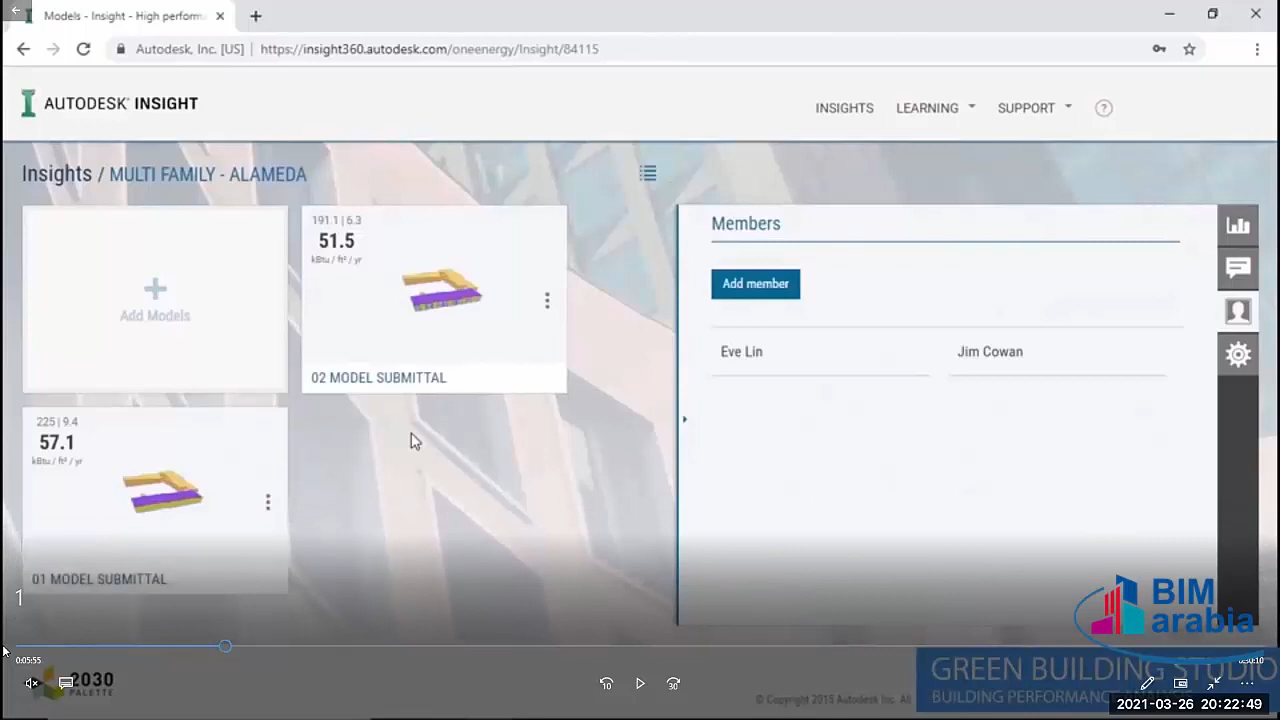 Models - Insight - High perform
Autodesk, Inc. [US] | https://insight360.autodesk.com/oneenergy/Insight/84115
AUTODESK® INSIGHT
INSIGHTS LEARNING SUPPORT ?
Insights / MULTI FAMILY - ALAMEDA
Add Models
191.1 | 6.3
51.5
kBtu / ft² / yr
02 MODEL SUBMITTAL
225 | 9.4
57.1
kBtu / ft² / yr
01 MODEL SUBMITTAL
Members
Add member
Eve Lin Jim Cowan
1
BIM
arabia
0:05:55
2030
PALETTE
10
30
© Copyright 2015 Autodesk Inc. All
GREEN BUILDING STUDIO
BUILDING PERFORMANCE
2021-03-26 20:22:49